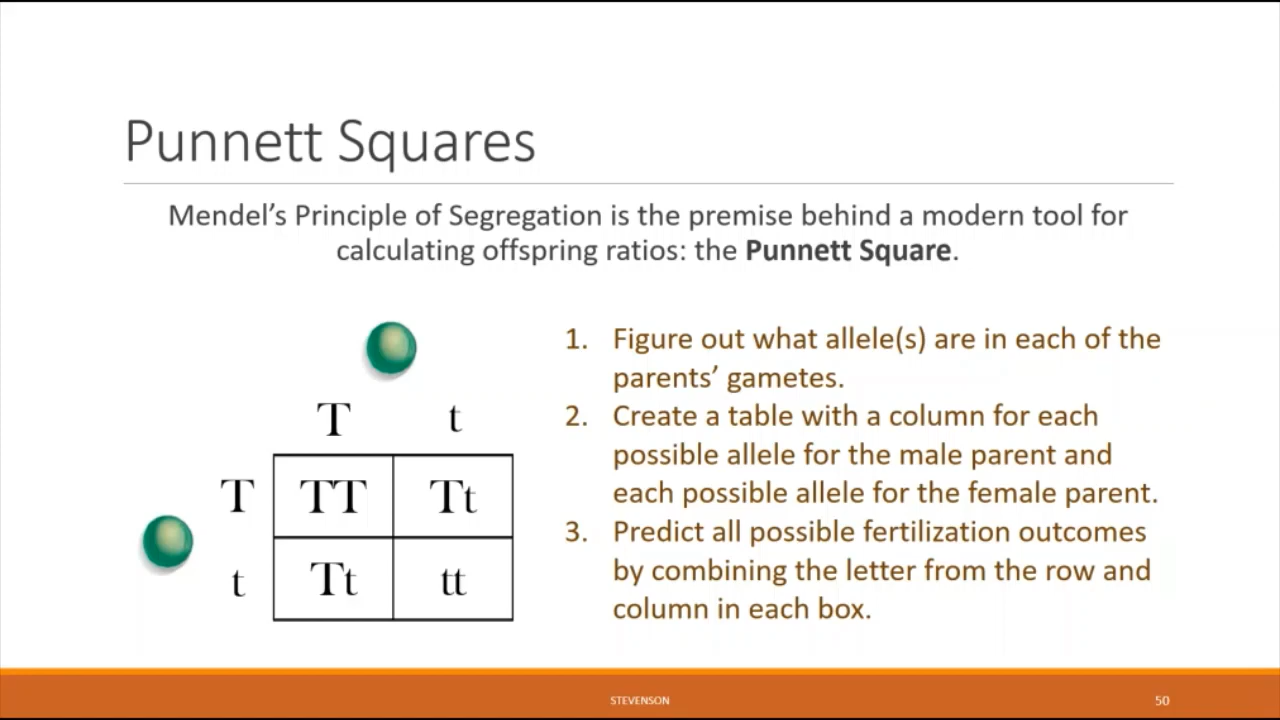 Punnett Squares
Mendel’s Principle of Segregation is the premise behind a modern tool for
calculating offspring ratios: the Punnett Square.
T t
T TT Tt
t Tt tt
1. Figure out what allele(s) are in each of the
parents’ gametes.
2. Create a table with a column for each
possible allele for the male parent and
each possible allele for the female parent.
3. Predict all possible fertilization outcomes
by combining the letter from the row and
column in each box.
STEVENSON
50